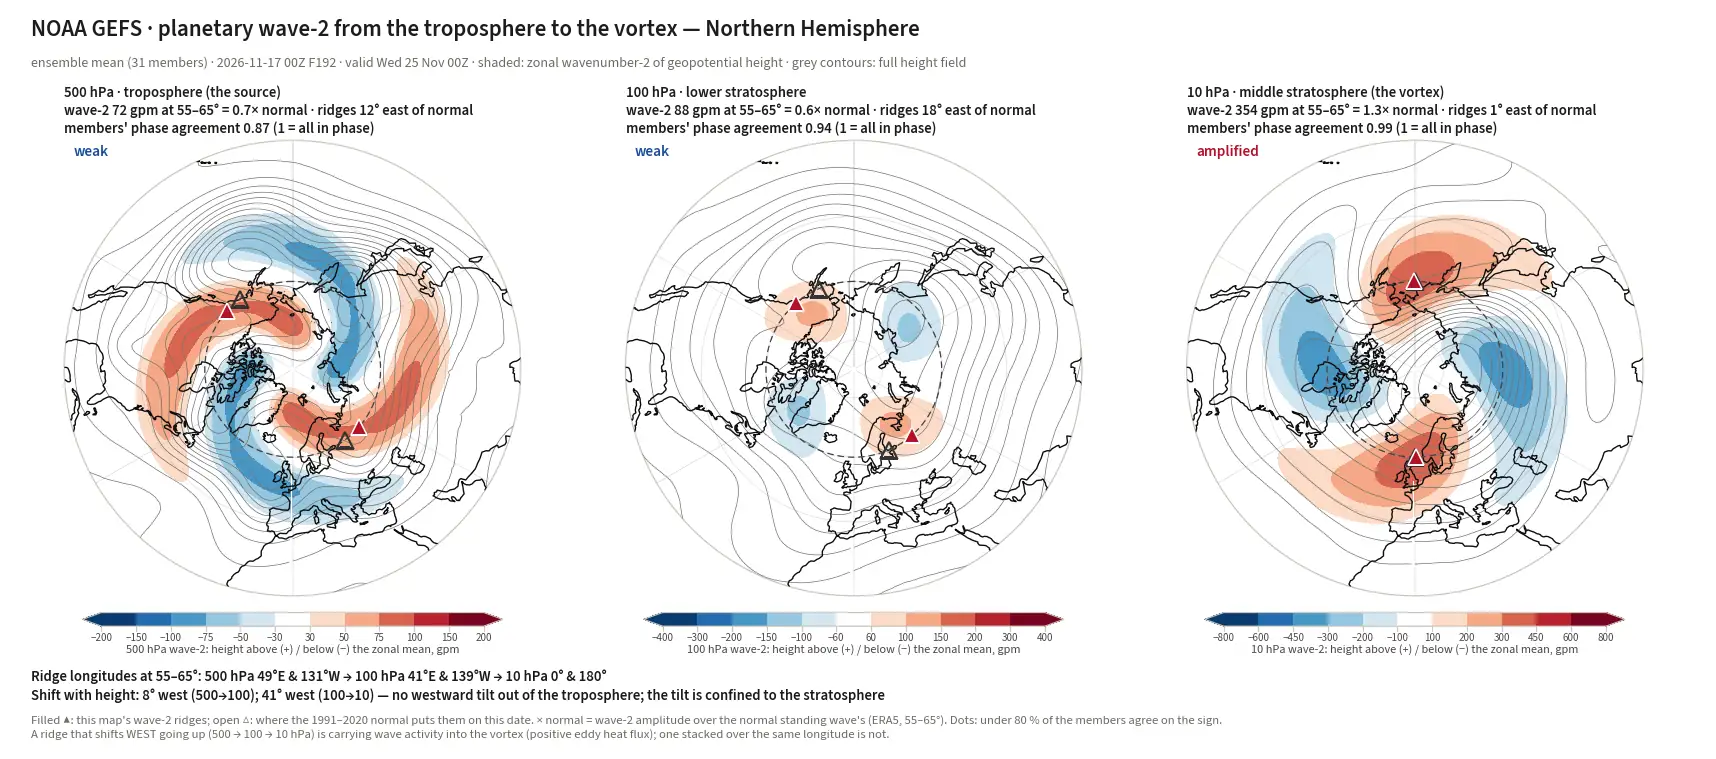 NOAA GEFS · planetary wave-2 from the troposphere to the vortex — Northern Hemisphere
ensemble mean (31 members) · 2026-11-17 00Z F192 · valid Wed 25 Nov 00Z · shaded: zonal wavenumber-2 of geopotential height · grey contours: full height field
500 hPa · troposphere (the source)
wave-2 72 gpm at 55–65° = 0.7× normal · ridges 12° east of normal
members' phase agreement 0.87 (1 = all in phase)
weak
100 hPa · lower stratosphere
wave-2 88 gpm at 55–65° = 0.6× normal · ridges 18° east of normal
members' phase agreement 0.94 (1 = all in phase)
weak
10 hPa · middle stratosphere (the vortex)
wave-2 354 gpm at 55–65° = 1.3× normal · ridges 1° east of normal
members' phase agreement 0.99 (1 = all in phase)
amplified
−200 −150 −100 −75 −50 −30 30 50 75 100 150 200
500 hPa wave-2: height above (+) / below (−) the zonal mean, gpm
−400 −300 −200 −150 −100 −60 60 100 150 200 300 400
100 hPa wave-2: height above (+) / below (−) the zonal mean, gpm
−800 −600 −450 −300 −200 −100 100 200 300 450 600 800
10 hPa wave-2: height above (+) / below (−) the zonal mean, gpm
Ridge longitudes at 55–65°: 500 hPa 49°E & 131°W → 100 hPa 41°E & 139°W → 10 hPa 0° & 180°
Shift with height: 8° west (500→100); 41° west (100→10) — no westward tilt out of the troposphere; the tilt is confined to the stratosphere
Filled ▲: this map's wave-2 ridges; open △: where the 1991–2020 normal puts them on this date. × normal = wave-2 amplitude over the normal standing wave's (ERA5, 55–65°). Dots: under 80 % of the members agree on the sign.
A ridge that shifts WEST going up (500 → 100 → 10 hPa) is carrying wave activity into the vortex (positive eddy heat flux); one stacked over the same longitude is not.